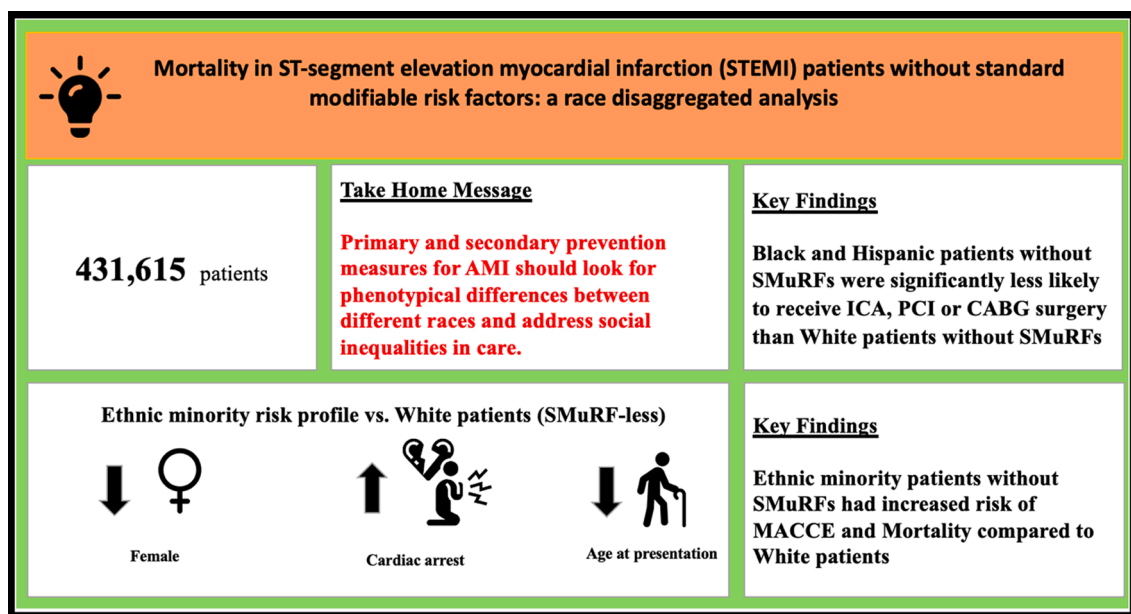 Mortality in ST-segment elevation myocardial infarction (STEMI) patients without standard
modifiable risk factors: a race disaggregated analysis
431,615 patients
Take Home Message
Primary and secondary prevention
measures for AMI should look for
phenotypical differences between
different races and address social
inequalities in care.
Key Findings
Black and Hispanic patients without
SMuRFs were significantly less likely
to receive ICA, PCI or CABG surgery
than White patients without SMuRFs
Ethnic minority risk profile vs. White patients (SMuRF-less)
Female
Cardiac arrest
Age at presentation
Key Findings
Ethnic minority patients without
SMuRFs had increased risk of
MACCE and Mortality compared to
White patients